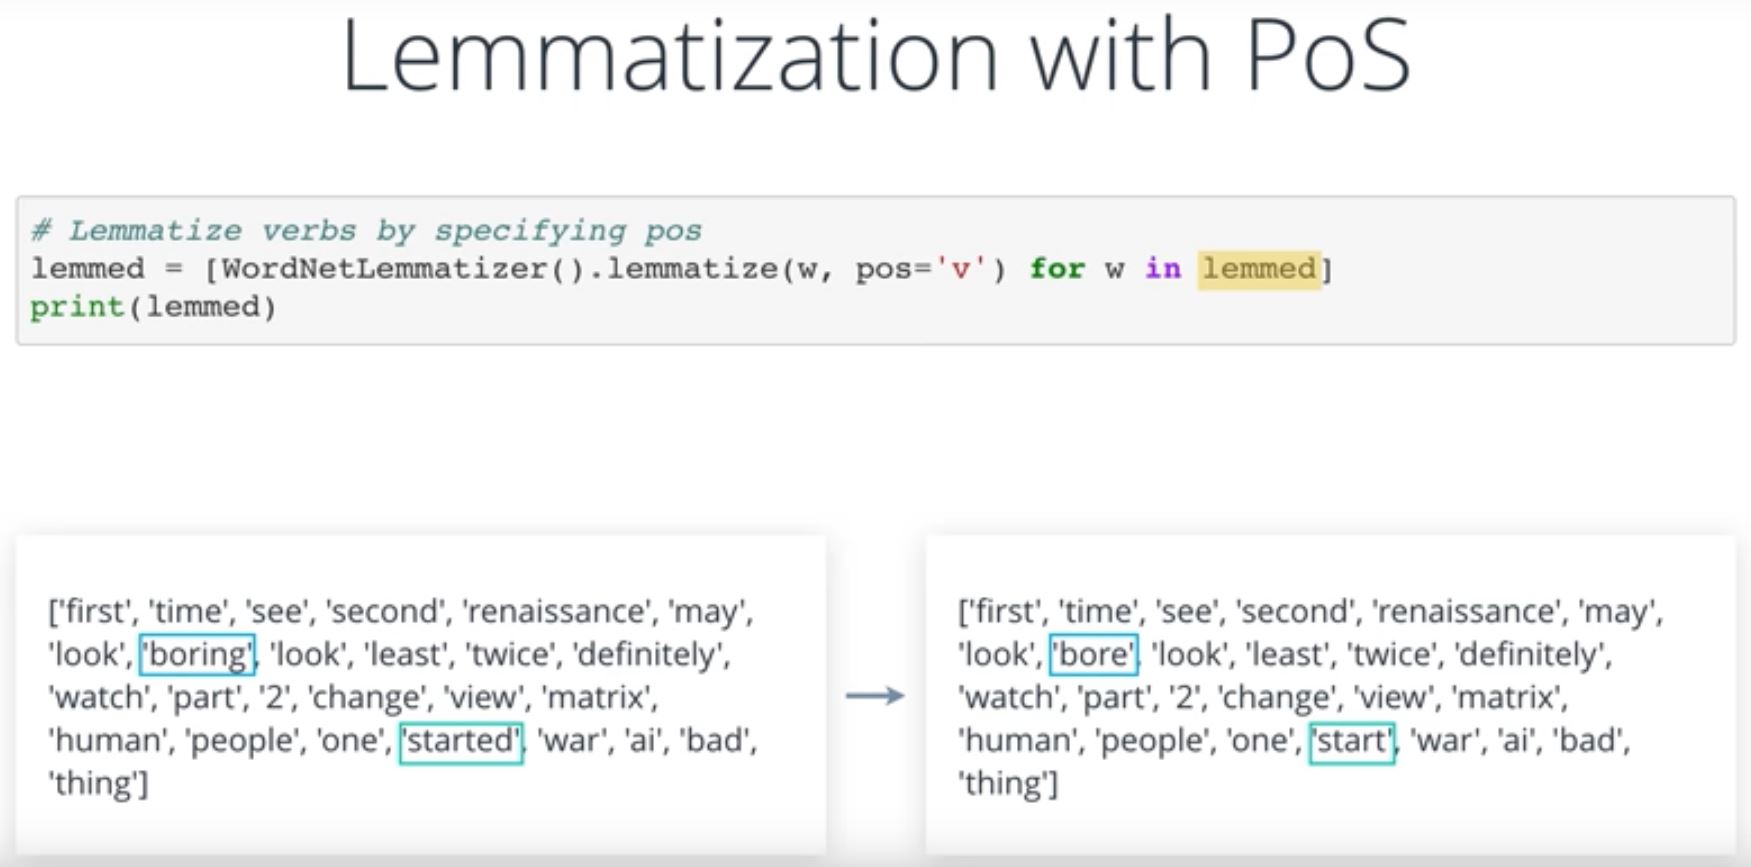 Lemmatization with PoS
# Lemmatize verbs by specifying pos
lemmed = [WordNetLemmatizer().lemmatize(w, pos='v') for w in lemmed]
print(lemmed)
['first', 'time', 'see', 'second', 'renaissance', 'may',
'look', 'boring', 'look', 'least', 'twice', 'definitely',
'watch', 'part', '2', 'change', 'view', 'matrix',
'human', 'people', 'one', 'started', 'war', 'ai', 'bad',
'thing']
['first', 'time', 'see', 'second', 'renaissance', 'may',
'look', 'bore', 'look', 'least', 'twice', 'definitely',
'watch', 'part', '2', 'change', 'view', 'matrix',
'human', 'people', 'one', 'start', 'war', 'ai', 'bad',
'thing']